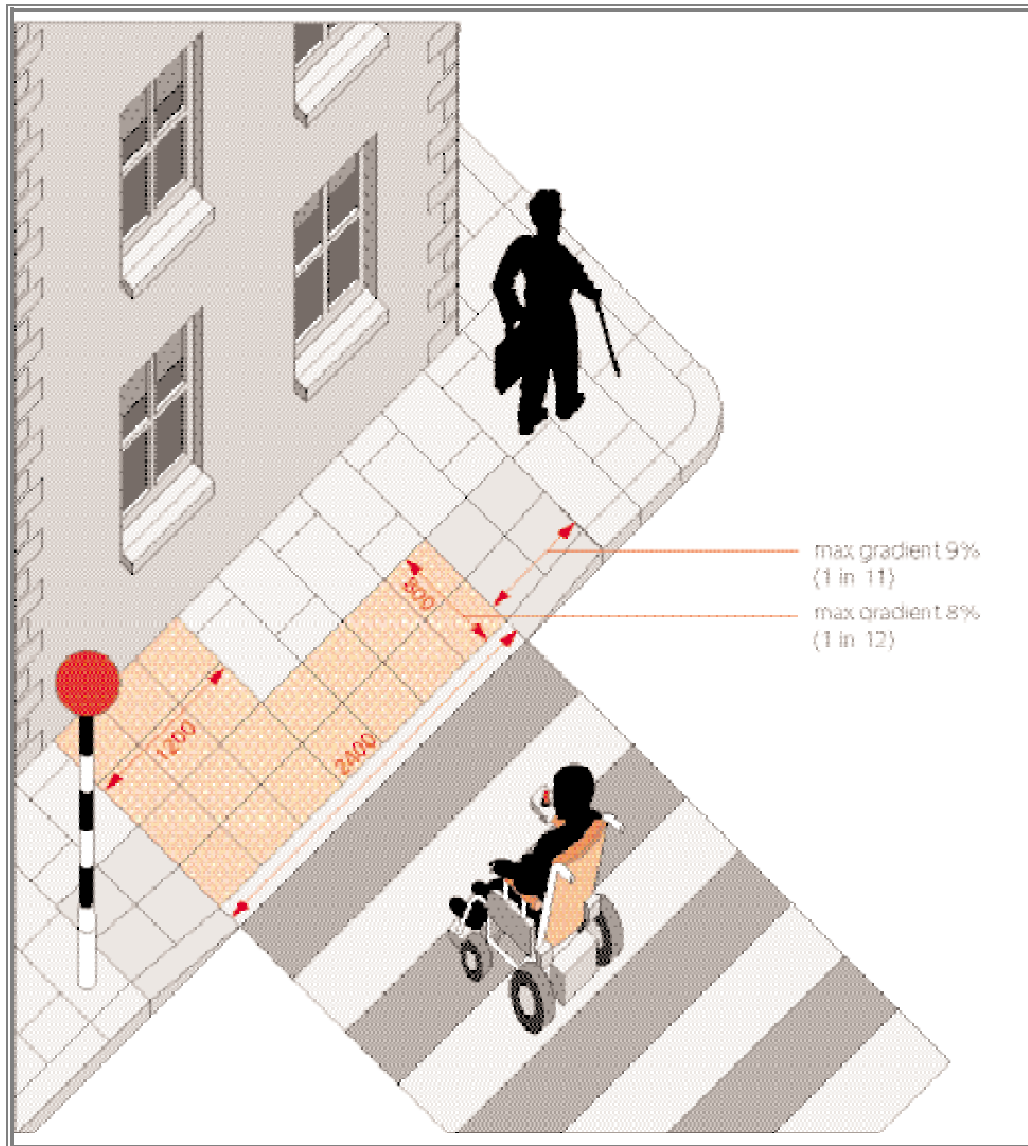 max gradient 9%
(1 in 11)
800
max gradient 8%
(1 in 12)
1200
2400